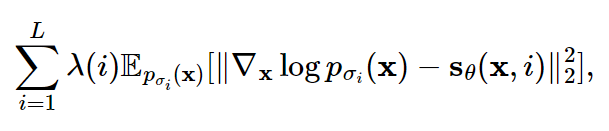 $$\sum_{i=1}^{L} \lambda(i) \mathbb{E}_{p_{\sigma_i}(\mathbf{x})} [\| \nabla_{\mathbf{x}} \log p_{\sigma_i}(\mathbf{x}) - \mathbf{s}_\theta(\mathbf{x}, i) \|_2^2],$$